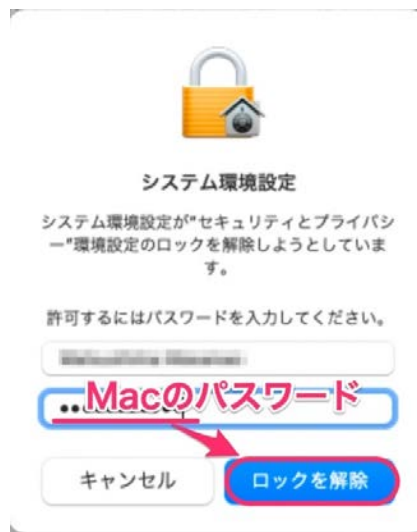 システム環境設定
システム環境設定が"セキュリティとプライバシ
ー"環境設定のロックを解除しようとしていま
す。
許可するにはパスワードを入力してください。
Macのパスワード
キャンセル
ロックを解除